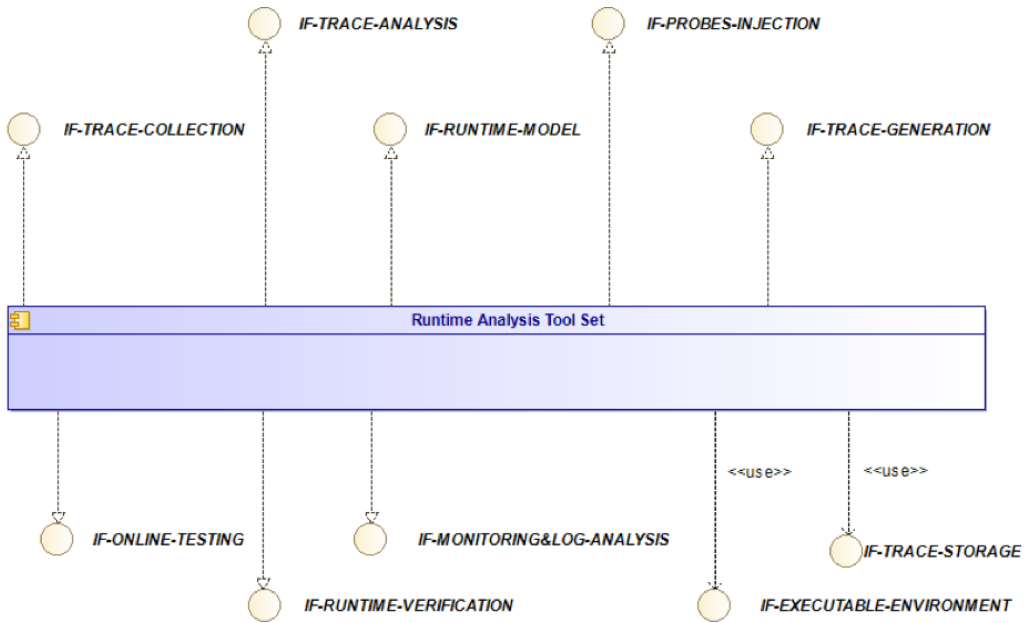 IF-TRACE-ANALYSIS
IF-PROBES-INJECTION
IF-TRACE-COLLECTION
IF-RUNTIME-MODEL
IF-TRACE-GENERATION
Runtime Analysis Tool Set
<<use>>
<<use>>
IF-ONLINE-TESTING
IF-MONITORING&LOG-ANALYSIS
IF-TRACE-STORAGE
IF-RUNTIME-VERIFICATION
IF-EXECUTABLE-ENVIRONMENT